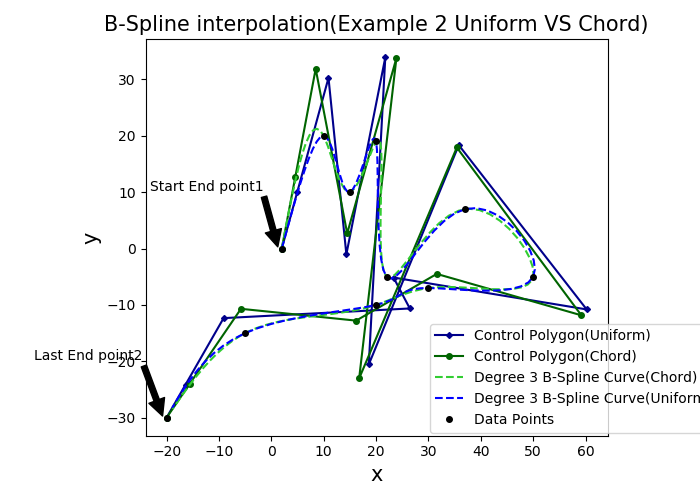 B-Spline interpolation(Example 2 Uniform VS Chord)
30
20
10
0
−10
−20
−30
y
Start End point1
Last End point2
Control Polygon(Uniform)
Control Polygon(Chord)
Degree 3 B-Spline Curve(Chord)
Degree 3 B-Spline Curve(Uniform
Data Points
−20 −10 0 10 20 30 40 50 60
x